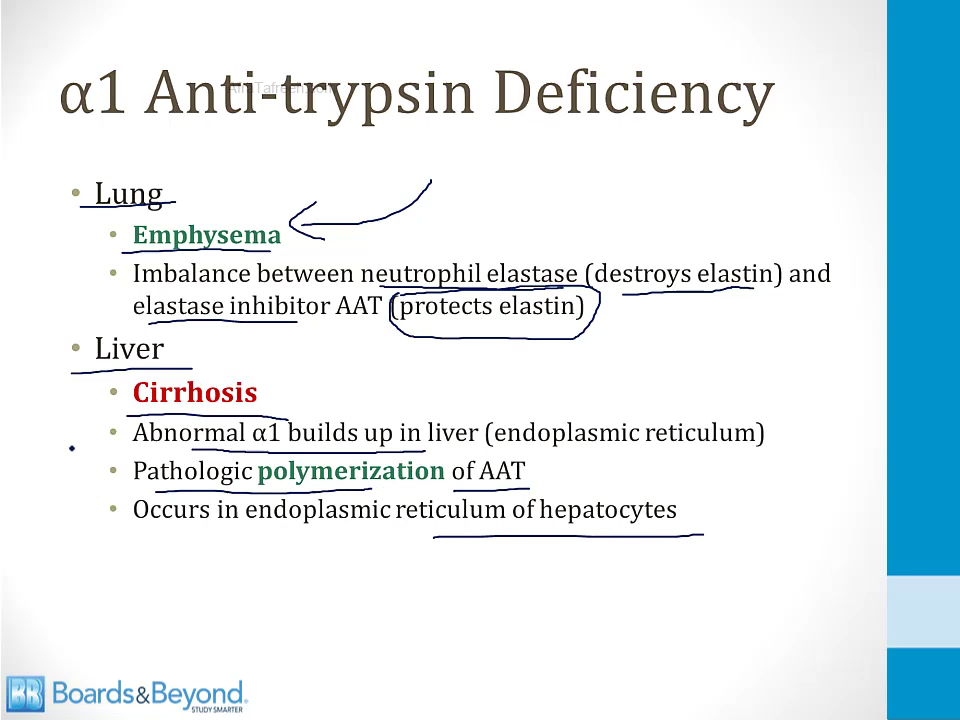 α1 Anti-trypsin Deficiency
• Lung
• Emphysema
• Imbalance between neutrophil elastase (destroys elastin) and
elastase inhibitor AAT (protects elastin)
• Liver
• Cirrhosis
• Abnormal α1 builds up in liver (endoplasmic reticulum)
• Pathologic polymerization of AAT
• Occurs in endoplasmic reticulum of hepatocytes
BB Boards&Beyond.
STUDY SMARTER